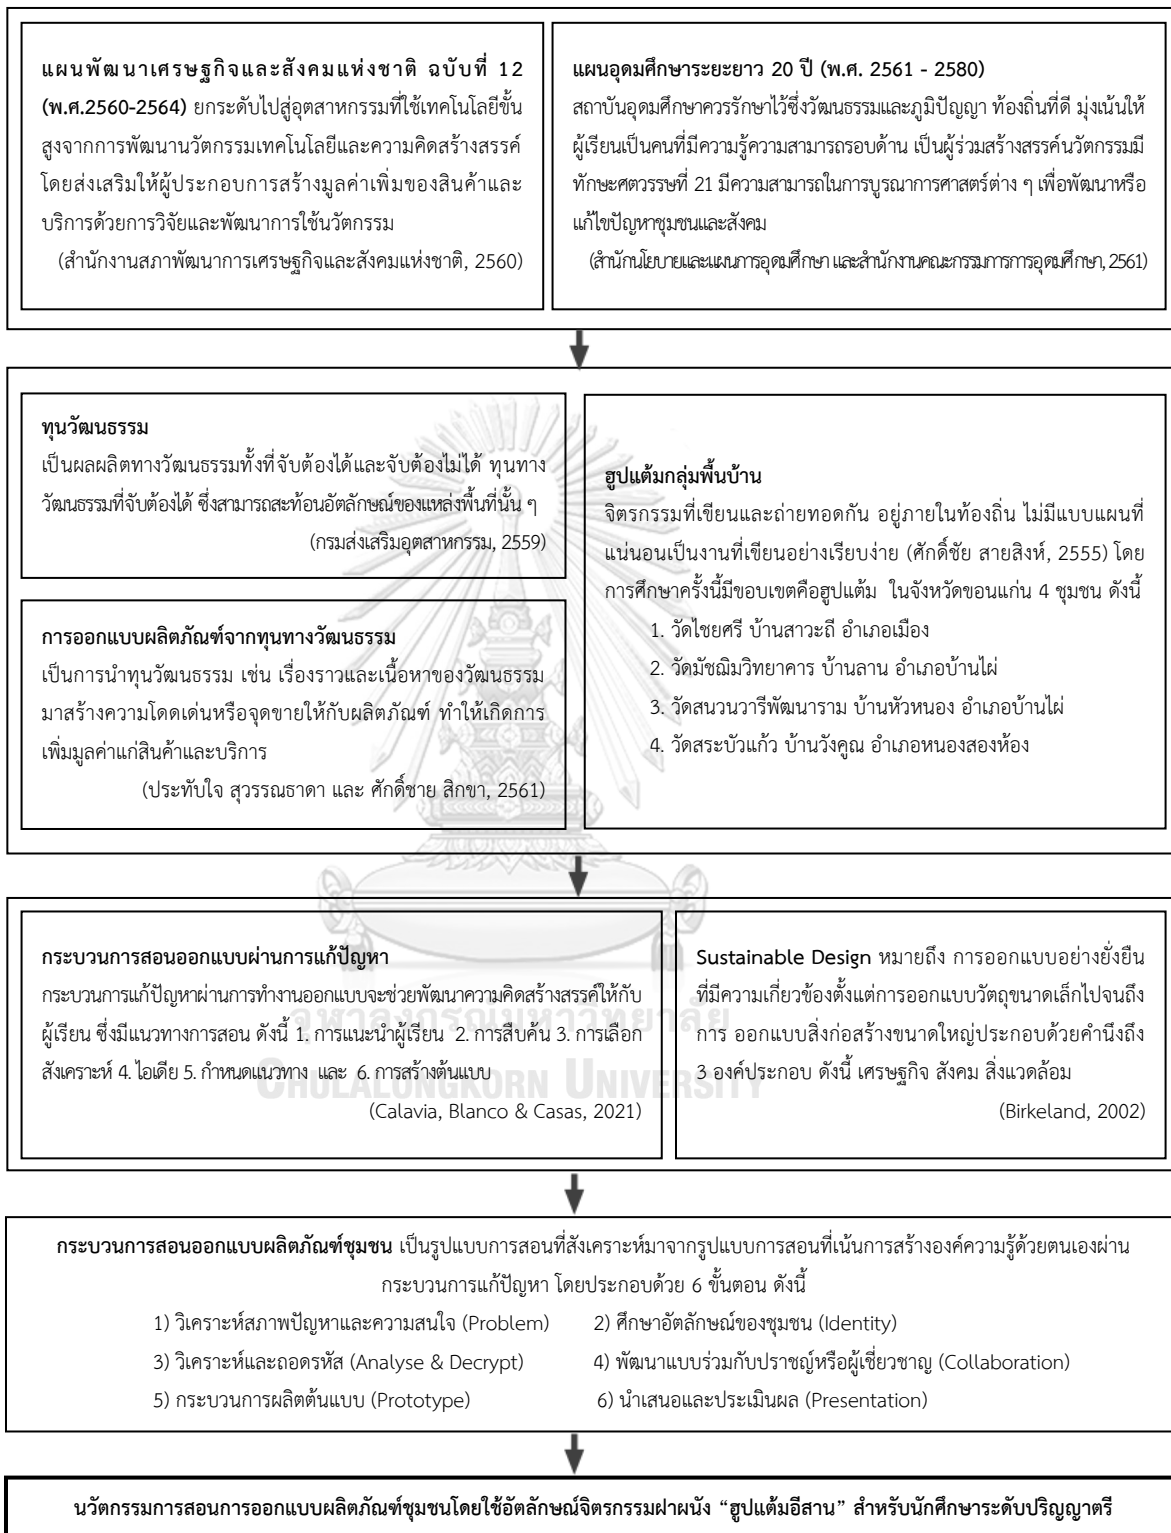 แผนพัฒนาเศรษฐกิจและสังคมแห่งชาติ ฉบับที่ 12
(พ.ศ.2560-2564) ยกระดับไปสู่อุตสาหกรรมที่ใช้เทคโนโลยีขั้น
สูงจากการพัฒนานวัตกรรมเทคโนโลยีและความคิดสร้างสรรค์
โดยส่งเสริมให้ผู้ประกอบการสร้างมูลค่าเพิ่มของสินค้าและ
บริการด้วยการวิจัยและพัฒนาการใช้นวัตกรรม
(สำนักงานสภาพัฒนาการเศรษฐกิจและสังคมแห่งชาติ, 2560)
แผนอุดมศึกษาระยะยาว 20 ปี (พ.ศ. 2561 - 2580)
สถาบันอุดมศึกษาควรรักษาไว้ซึ่งวัฒนธรรมและภูมิปัญญา ท้องถิ่นที่ดี มุ่งเน้นให้
ผู้เรียนเป็นคนที่มีความรู้ความสามารถรอบด้าน เป็นผู้ร่วมสร้างสรรค์นวัตกรรมมี
ทักษะศตวรรษที่ 21 มีความสามารถในการบูรณาการศาสตร์ต่าง ๆ เพื่อพัฒนาหรือ
แก้ไขปัญหาชุมชนและสังคม
(สำนักนโยบายและแผนการอุดมศึกษา และสำนักงานคณะกรรมการการอุดมศึกษา, 2561)
ทุนวัฒนธรรม
เป็นผลผลิตทางวัฒนธรรมทั้งที่จับต้องได้และจับต้องไม่ได้ ทุนทาง
วัฒนธรรมที่จับต้องได้ ซึ่งสามารถสะท้อนอัตลักษณ์ของแหล่งพื้นที่นั้น ๆ
(กรมส่งเสริมอุตสาหกรรม, 2559)
การออกแบบผลิตภัณฑ์จากทุนทางวัฒนธรรม
เป็นการนำทุนวัฒนธรรม เช่น เรื่องราวและเนื้อหาของวัฒนธรรม
มาสร้างความโดดเด่นหรือจุดขายให้กับผลิตภัณฑ์ ทำให้เกิดการ
เพิ่มมูลค่าแก่สินค้าและบริการ
(ประทับใจ สุวรรณธาดา และ ศักดิ์ชาย สิกขา, 2561)
ฮูปแต้มกลุ่มพื้นบ้าน
จิตรกรรมที่เขียนและถ่ายทอดกัน อยู่ภายในท้องถิ่น ไม่มีแบบแผนที่
แน่นอนเป็นงานที่เขียนอย่างเรียบง่าย (ศักดิ์ชัย สายสิงห์, 2555) โดย
การศึกษาครั้งนี้มีขอบเขตคือฮูปแต้ม ในจังหวัดขอนแก่น 4 ชุมชน ดังนี้
1. วัดไชยศรี บ้านสาวะถี อำเภอเมือง
2. วัดมัชฌิมวิทยาคาร บ้านลาน อำเภอบ้านไผ่
3. วัดสนวนวารีพัฒนาราม บ้านหัวหนอง อำเภอบ้านไผ่
4. วัดสระบัวแก้ว บ้านวังคูณ อำเภอหนองสองห้อง
กระบวนการสอนออกแบบผ่านการแก้ปัญหา
กระบวนการแก้ปัญหาผ่านการทำงานออกแบบจะช่วยพัฒนาความคิดสร้างสรรค์ให้กับ
ผู้เรียน ซึ่งมีแนวทางการสอน ดังนี้ 1. การแนะนำผู้เรียน 2. การสืบค้น 3. การเลือก
สังเคราะห์ 4. ไอเดีย 5. กำหนดแนวทาง และ 6. การสร้างต้นแบบ
(Calavia, Blanco & Casas, 2021)
Sustainable Design หมายถึง การออกแบบอย่างยั่งยืน
ที่มีความเกี่ยวข้องตั้งแต่การออกแบบวัตถุขนาดเล็กไปจนถึง
การ ออกแบบสิ่งก่อสร้างขนาดใหญ่ประกอบด้วยคำนึงถึง
3 องค์ประกอบ ดังนี้ เศรษฐกิจ สังคม สิ่งแวดล้อม
(Birkeland, 2002)
จุฬาลงกรณ์มหาวิทยาลัย
CHULALONGKORN UNIVERSITY
กระบวนการสอนออกแบบผลิตภัณฑ์ชุมชน เป็นรูปแบบการสอนที่สังเคราะห์มาจากรูปแบบการสอนที่เน้นการสร้างองค์ความรู้ด้วยตนเองผ่าน
กระบวนการแก้ปัญหา โดยประกอบด้วย 6 ขั้นตอน ดังนี้
1) วิเคราะห์สภาพปัญหาและความสนใจ (Problem) 2) ศึกษาอัตลักษณ์ของชุมชน (Identity)
3) วิเคราะห์และถอดรหัส (Analyse & Decrypt) 4) พัฒนาแบบร่วมกับปราชญ์หรือผู้เชี่ยวชาญ (Collaboration)
5) กระบวนการผลิตต้นแบบ (Prototype) 6) นำเสนอและประเมินผล (Presentation)
นวัตกรรมการสอนการออกแบบผลิตภัณฑ์ชุมชนโดยใช้อัตลักษณ์จิตรกรรมฝาผนัง “ฮูปแต้มอีสาน” สำหรับนักศึกษาระดับปริญญาตรี